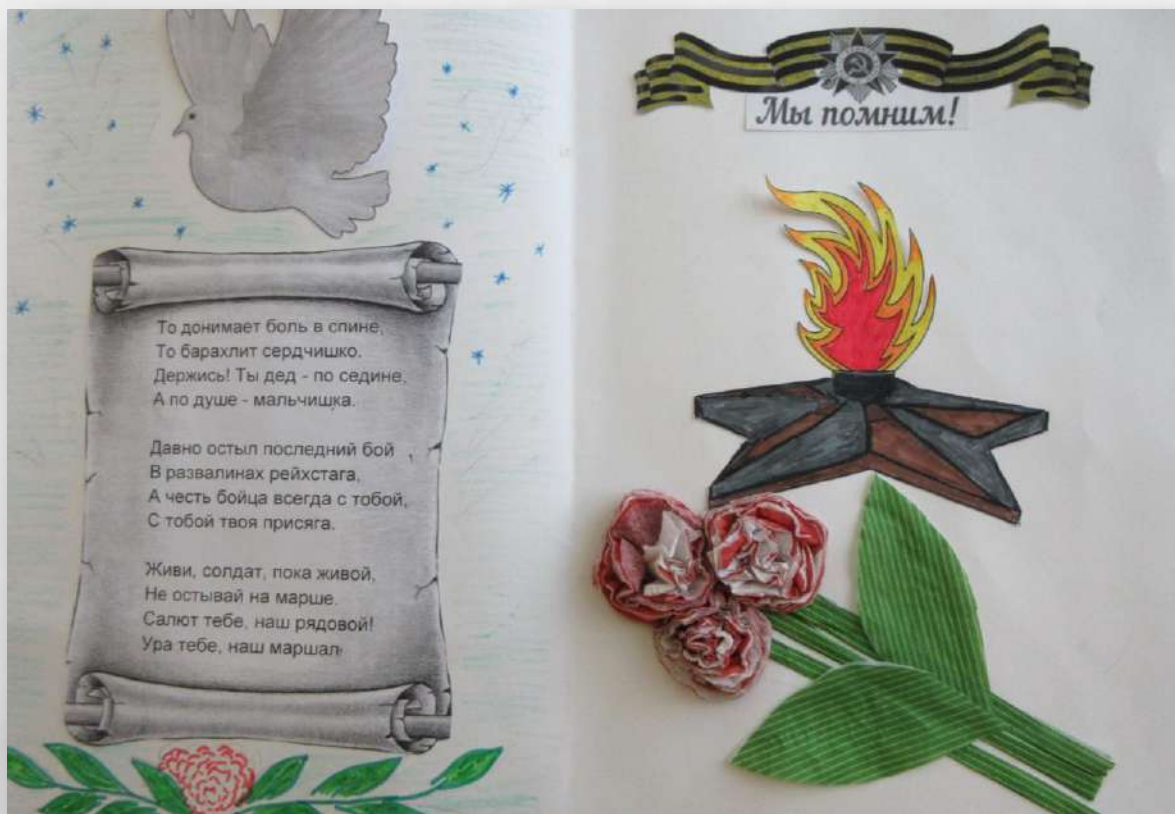 То донимает боль в спине,
То барахлит сердчишко.
Держись! Ты дед - по седине,
А по душе - мальчишка.
Давно остыл последний бой
В развалинах рейхстага,
А честь бойца всегда с тобой,
С тобой твоя присяга.
Живи, солдат, пока живой,
Не остывай на марше.
Салют тебе, наш рядовой!
Ура тебе, наш маршал
Мы помним!